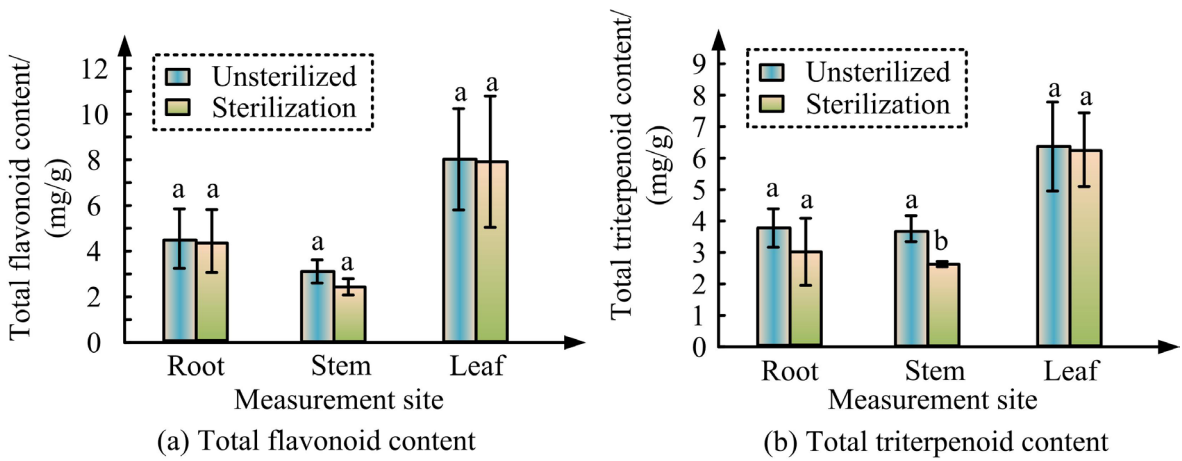 Total flavonoid content/
(mg/g)
12
10
8
6
4
2
0
Unsterilized
Sterilization
a
a
a
a
a
a
Root
Stem
Leaf
Measurement site
(a) Total flavonoid content
Total triterpenoid content/
(mg/g)
9
8
7
6
5
4
3
2
1
0
Unsterilized
Sterilization
a
a
a
b
a
a
Root
Stem
Leaf
Measurement site
(b) Total triterpenoid content